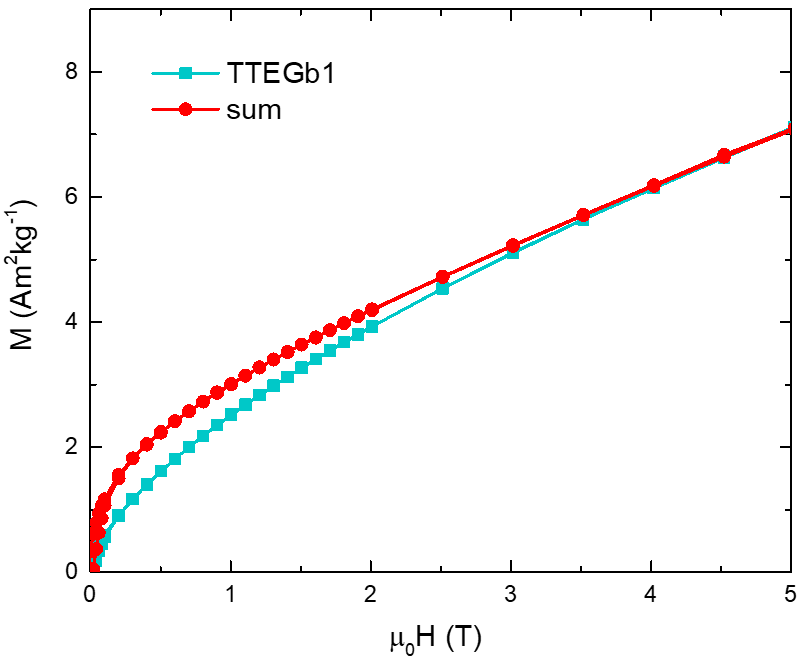 TTEGb1
sum
M (Am²kg⁻¹)
8
6
4
2
0
0 1 2 3 4 5
μ₀H (T)